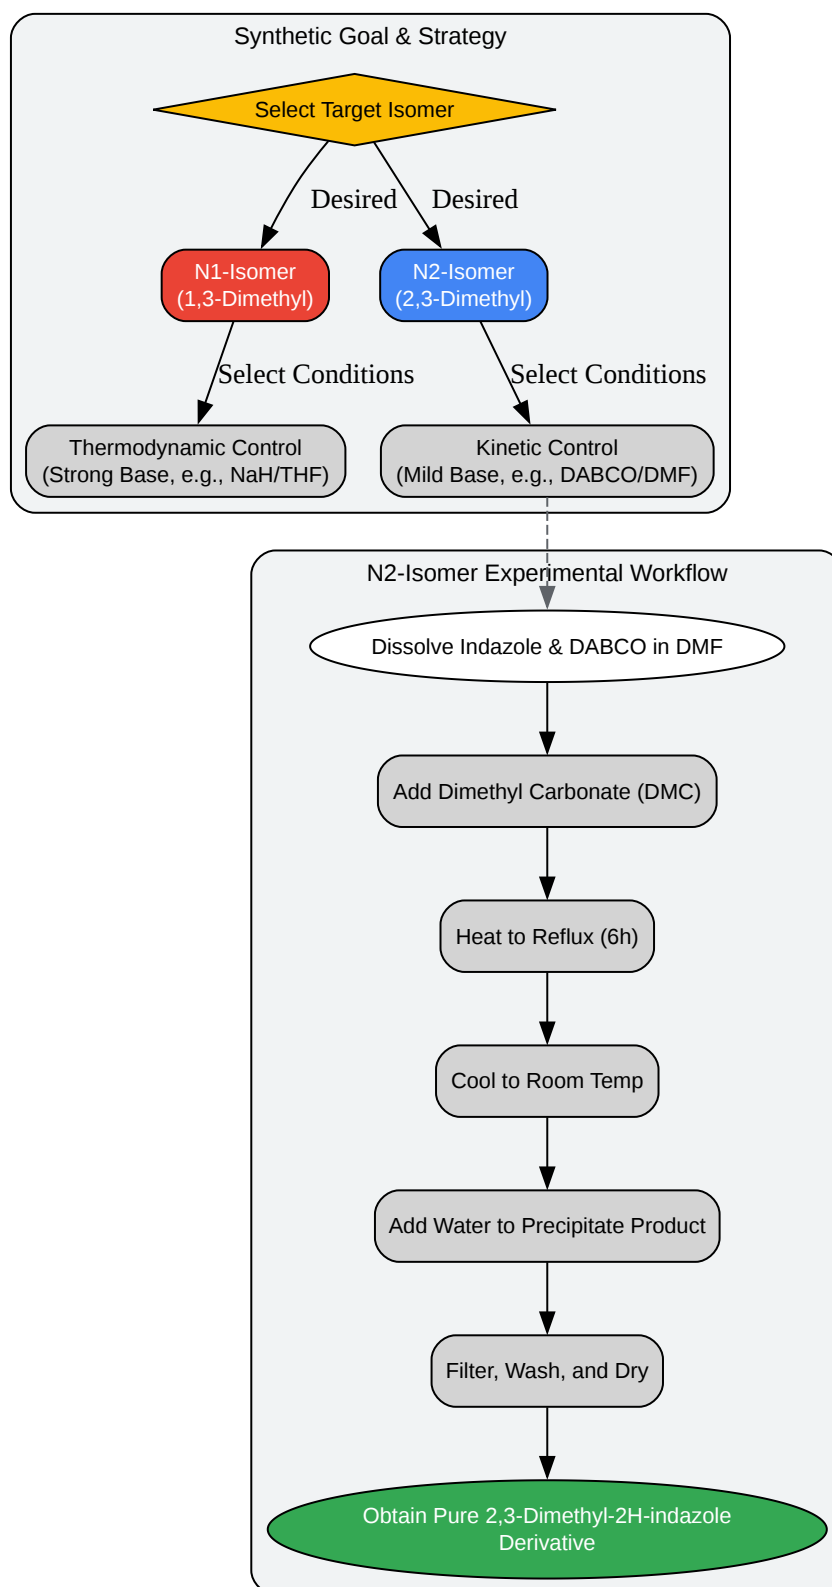 Synthetic Goal & Strategy
Select Target Isomer
Desired
Desired
N1-Isomer
(1,3-Dimethyl)
N2-Isomer
(2,3-Dimethyl)
Select Conditions
Select Conditions
Thermodynamic Control
(Strong Base, e.g., NaH/THF)
Kinetic Control
(Mild Base, e.g., DABCO/DMF)
N2-Isomer Experimental Workflow
Dissolve Indazole & DABCO in DMF
Add Dimethyl Carbonate (DMC)
Heat to Reflux (6h)
Cool to Room Temp
Add Water to Precipitate Product
Filter, Wash, and Dry
Obtain Pure 2,3-Dimethyl-2H-indazole
Derivative